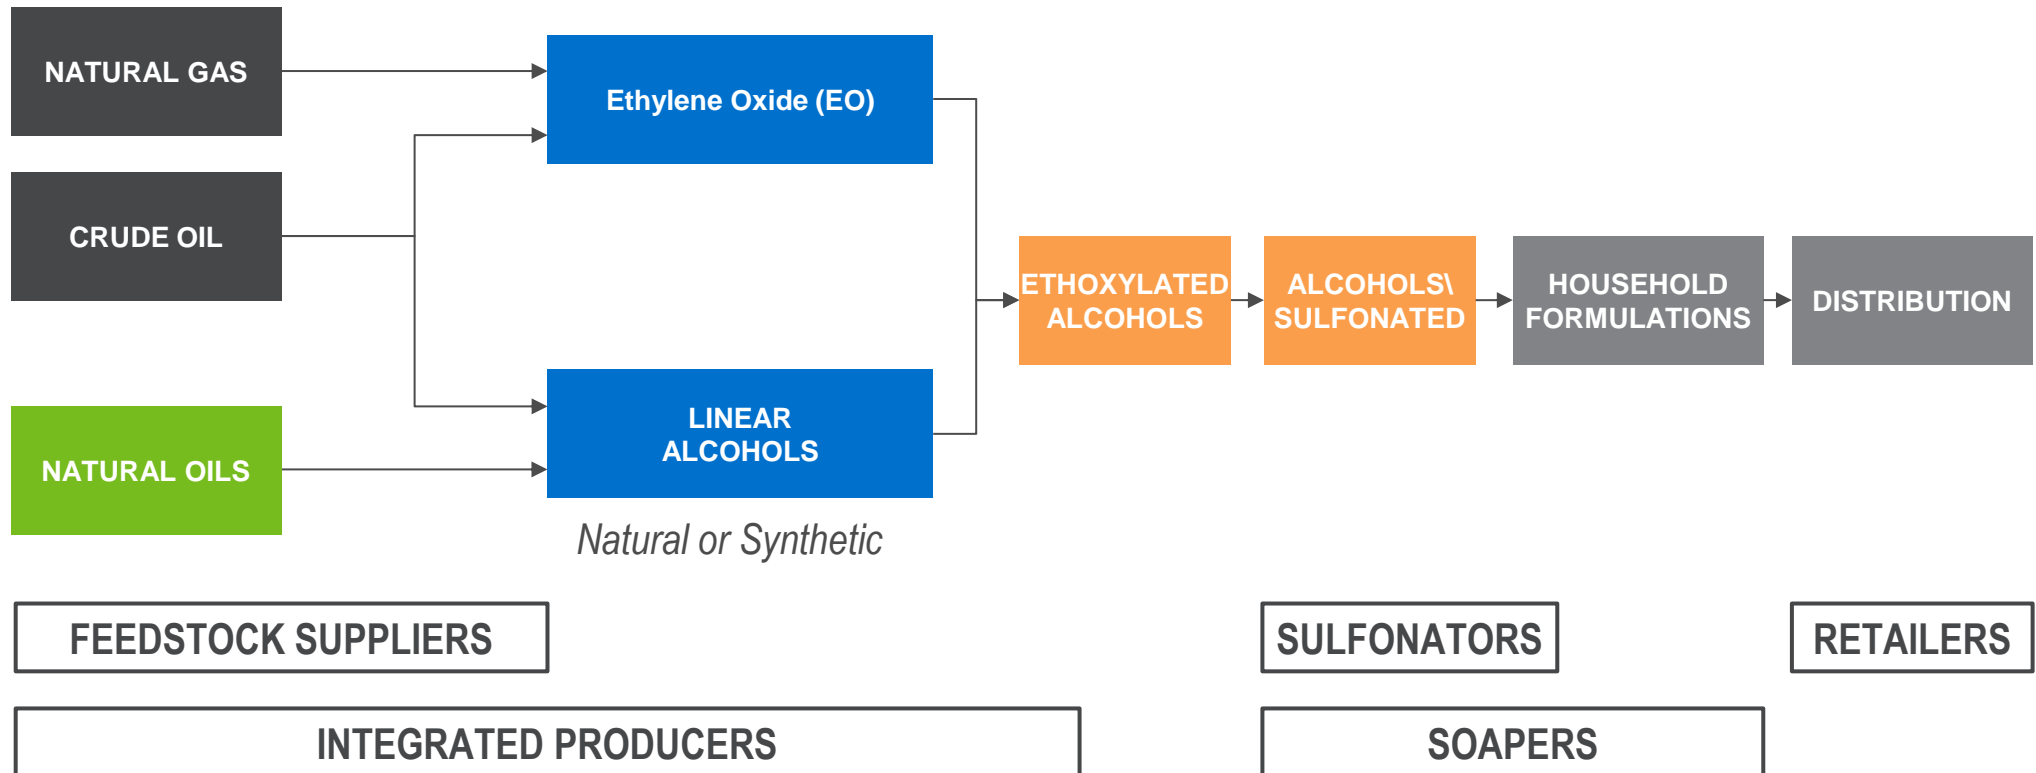 NATURAL GAS
Ethylene Oxide (EO)
CRUDE OIL
ETHOXYLATED
ALCOHOLS
ALCOHOLS\
SULFONATED
HOUSEHOLD
FORMULATIONS
DISTRIBUTION
LINEAR
ALCOHOLS
NATURAL OILS
Natural or Synthetic
FEEDSTOCK SUPPLIERS
SULFONATORS
RETAILERS
INTEGRATED PRODUCERS
SOAPERS